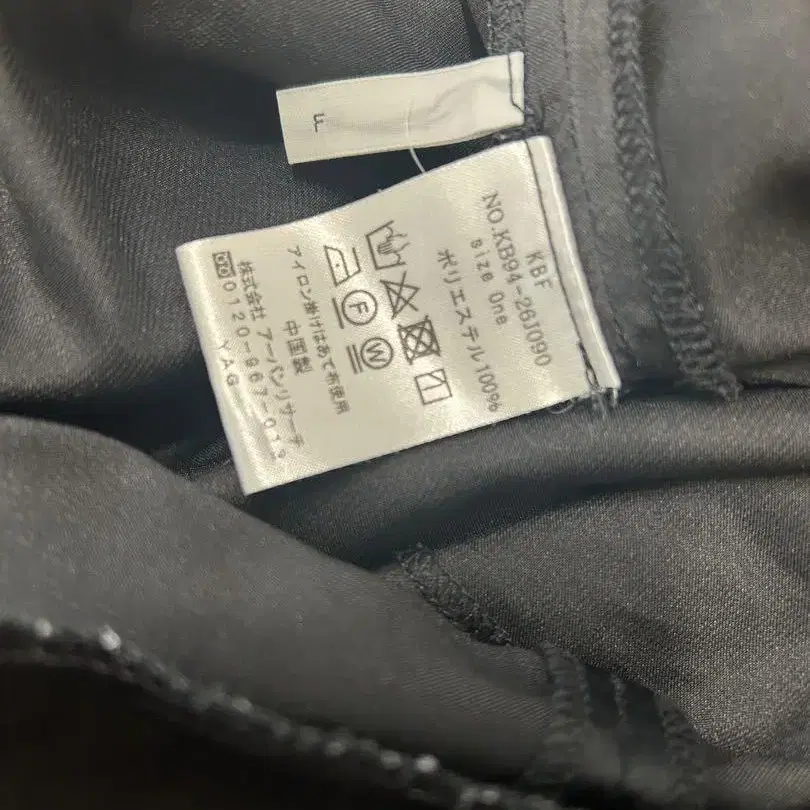 F
KBF
NO.KB94-26J090
size One
ポリエステル100%
F
W
アイロン掛けはあて布使用
中国製
株式会社 アーバンリサーチ
0120-967-013
YAG